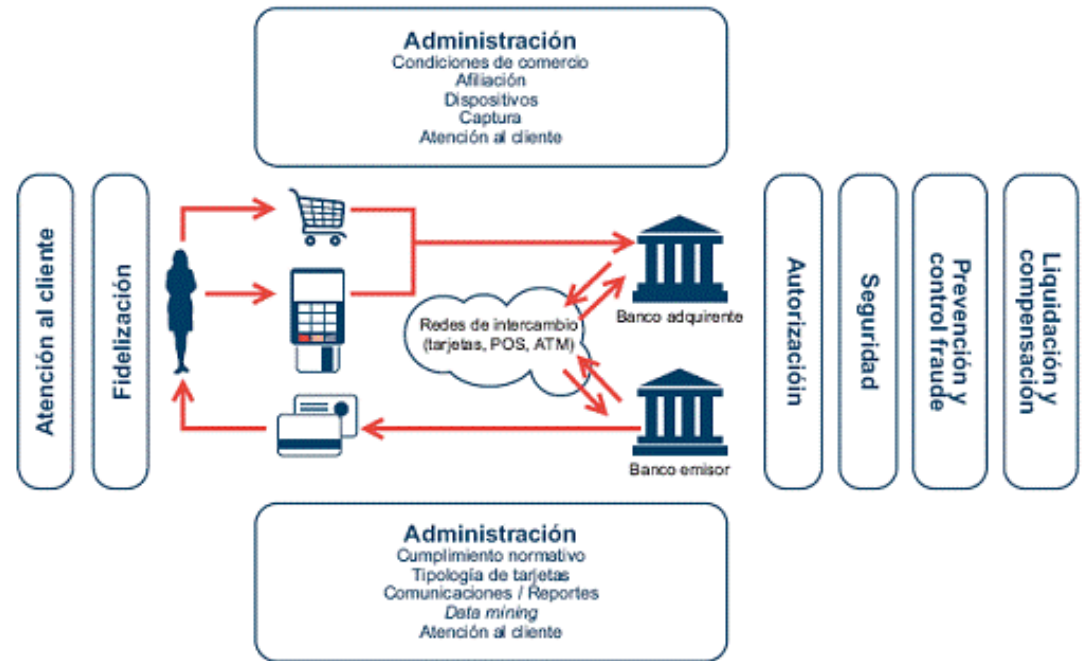 Administración
Condiciones de comercio
Afiliación
Dispositivos
Captura
Atención al cliente
Atención al cliente
Fidelización
Redes de intercambio
(tarjetas, POS, ATM)
Banco adquirente
Banco emisor
Autorizacióin
Seguridad
Prevención y
control fraude
Liquidación y
compensación
Administración
Cumplimiento normativo
Tipología de tarjetas
Comunicaciones / Reportes
Data mining
Atención al cliente